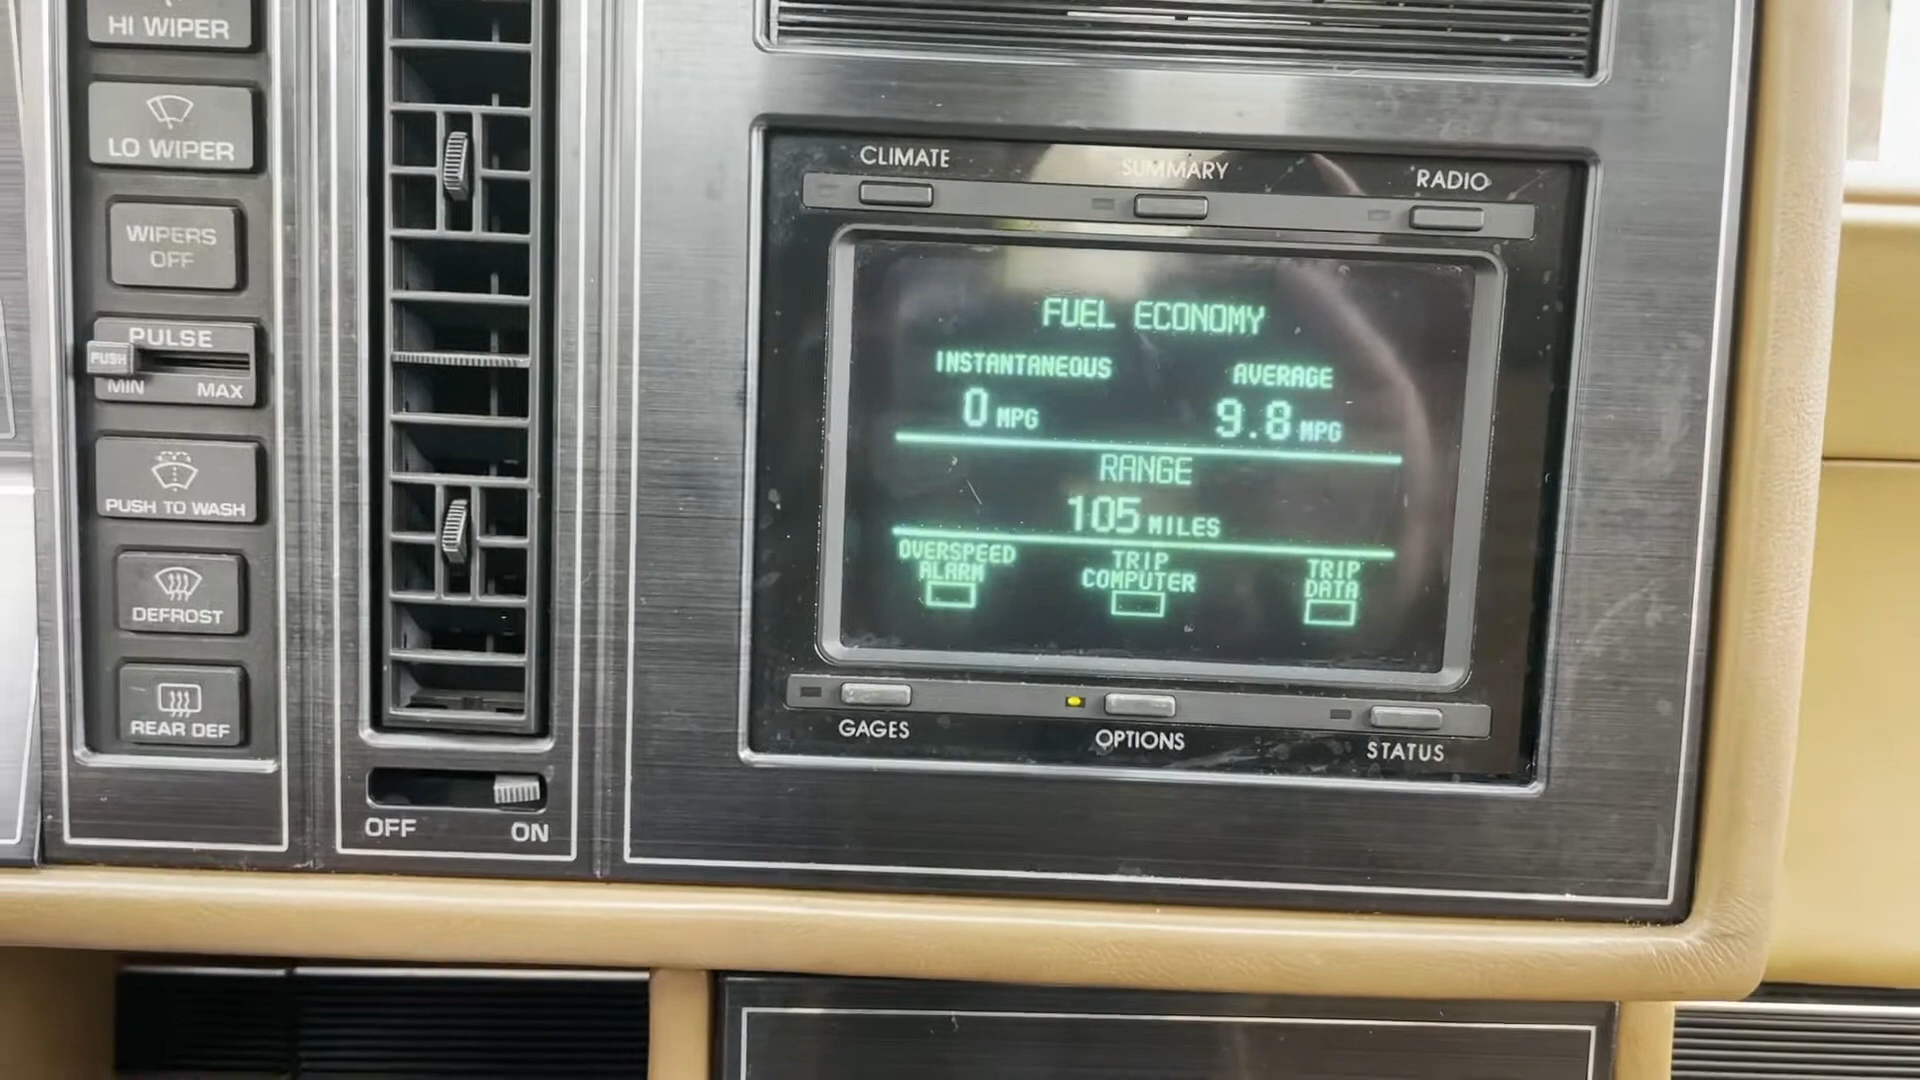 HI WIPER
LO WIPER
WIPERS
OFF
PULSE
PUSH
MIN MAX
PUSH TO WASH
DEFROST
REAR DEF
OFF ON
CLIMATE SUMMARY RADIO
FUEL ECONOMY
INSTANTANEOUS AVERAGE
0 MPG 9.8 MPG
RANGE
105 MILES
OVERSPEED
ALARM
TRIP
COMPUTER
TRIP
DATA
GAGES OPTIONS STATUS